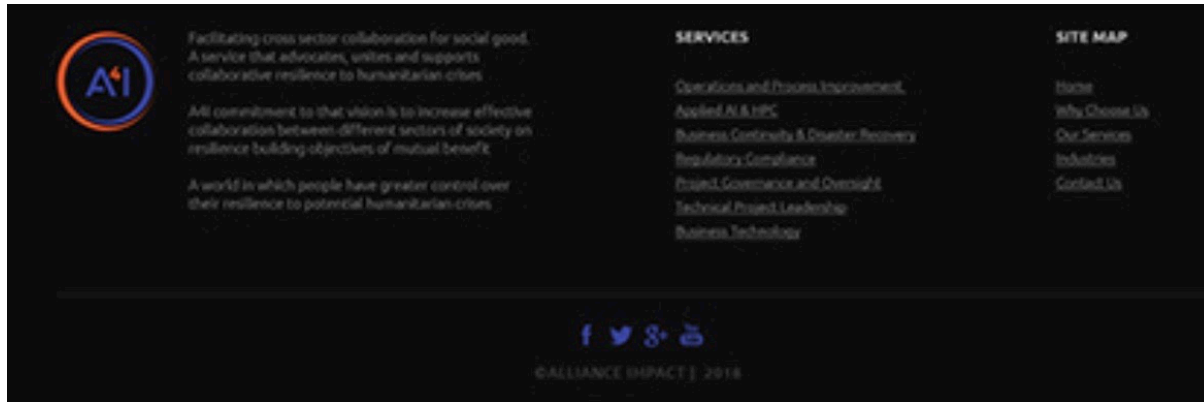 A4I
Facilitating cross sector collaboration for social good.
A service that advocates, unites and supports
collaborative resilience to humanitarian crises
A4I commitment to that vision is to increase effective
collaboration between different sectors of society on
resilience building objectives of mutual benefit
A world in which people have greater control over
their resilience to potential humanitarian crises
SERVICES
Operations and Process Improvement
Applied AI & HPC
Business Continuity & Disaster Recovery
Regulatory Compliance
Project Governance and Oversight
Technical Project Leadership
Business Technology
SITE MAP
Home
Why Choose Us
Our Services
Industries
Contact Us
©ALLIANCE IMPACT | 2018